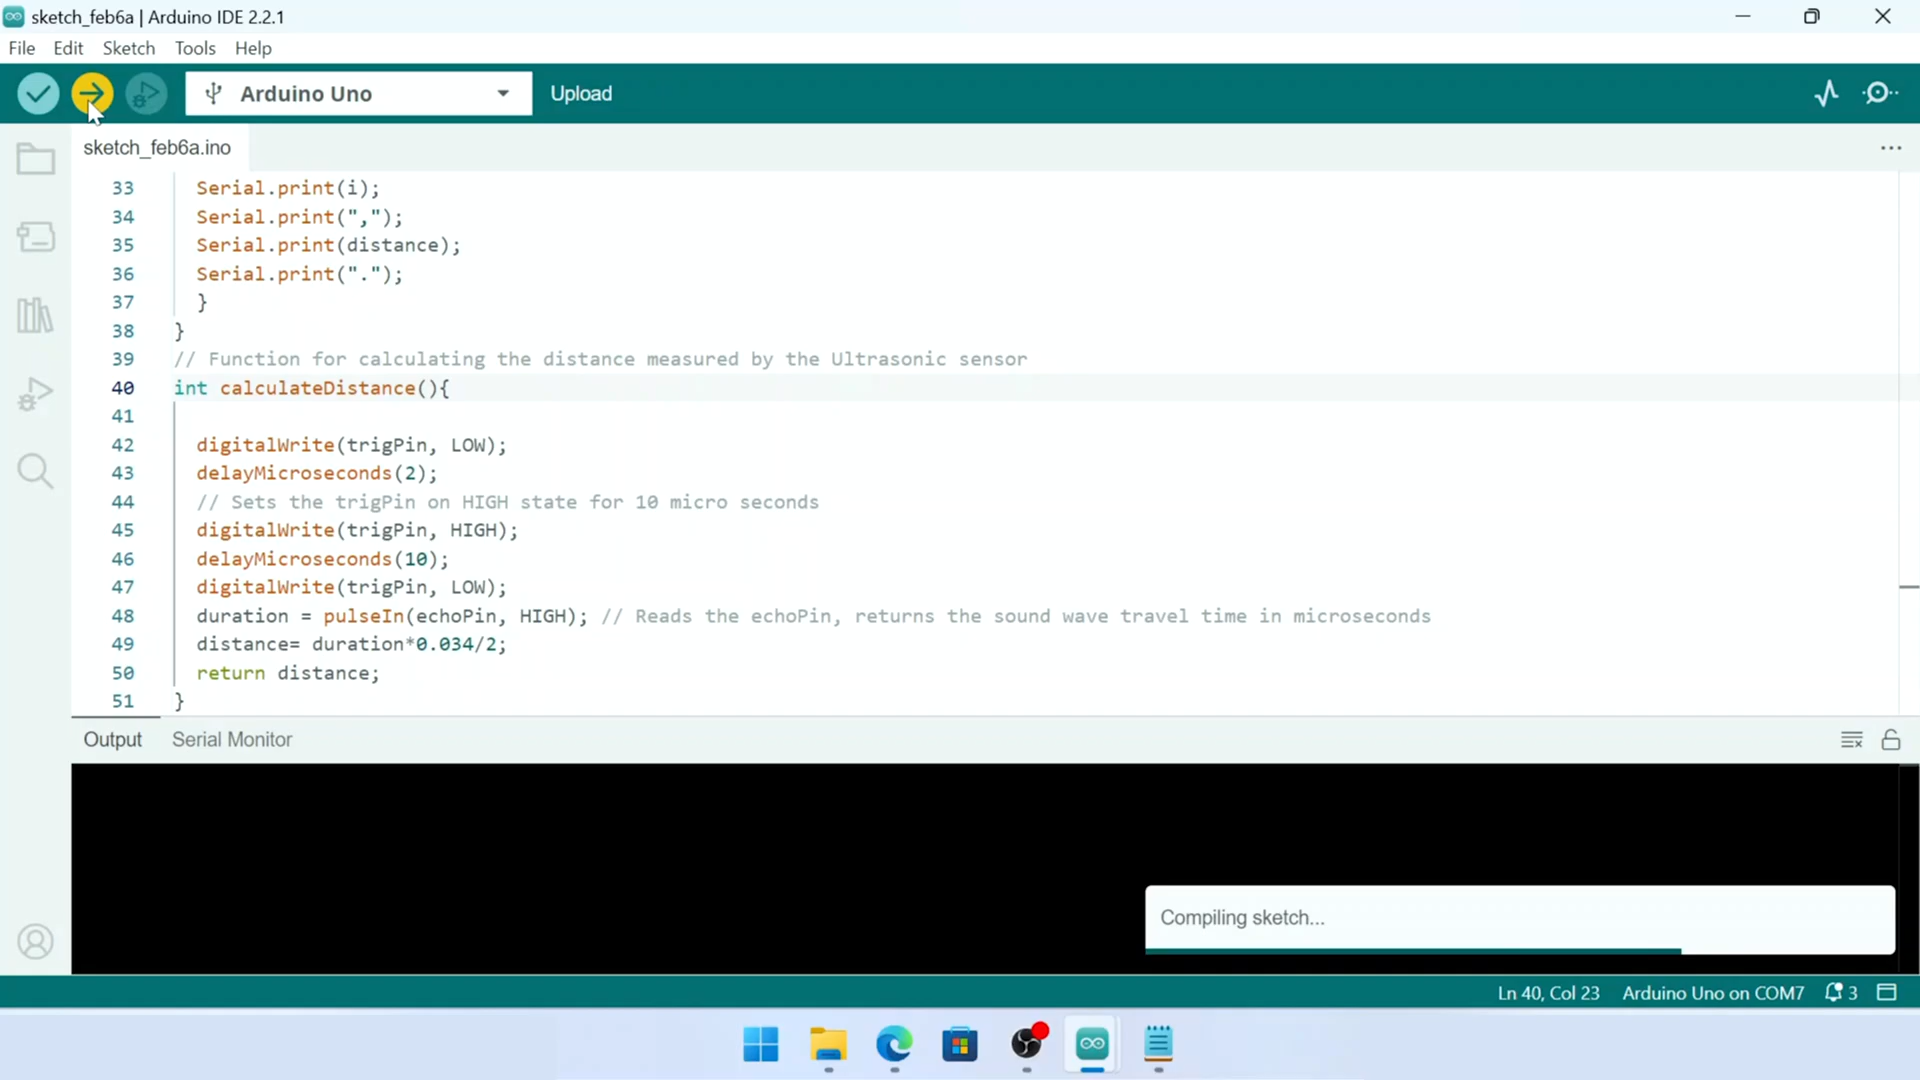 sketch_feb6a | Arduino IDE 2.2.1
File Edit Sketch Tools Help
Arduino Uno
Upload
sketch_feb6a.ino
33 Serial.print(i);
34 Serial.print(",");
35 Serial.print(distance);
36 Serial.print(".");
37 }
38 }
39 // Function for calculating the distance measured by the Ultrasonic sensor
40 int calculateDistance(){
41
42 digitalWrite(trigPin, LOW);
43 delayMicroseconds(2);
44 // Sets the trigPin on HIGH state for 10 micro seconds
45 digitalWrite(trigPin, HIGH);
46 delayMicroseconds(10);
47 digitalWrite(trigPin, LOW);
48 duration = pulseIn(echoPin, HIGH); // Reads the echoPin, returns the sound wave travel time in microseconds
49 distance= duration*0.034/2;
50 return distance;
51 }
Output Serial Monitor
Compiling sketch...
Ln 40, Col 23 Arduino Uno on COM7 3